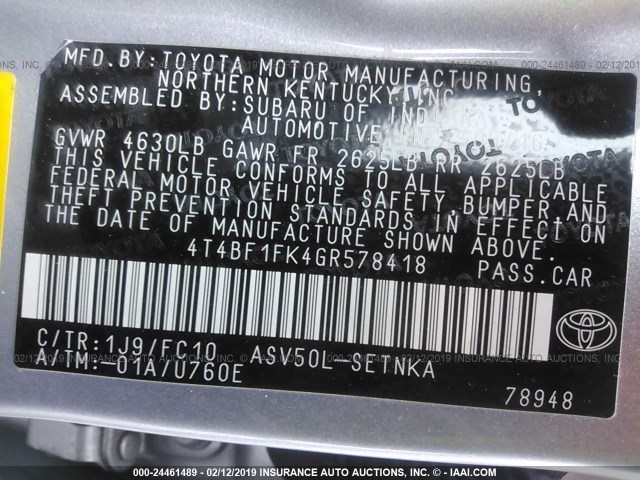 MFD.BY TOYOTA MOTOR MANUFACTURING,
NORTHERN KENTUCKY, INC.
ASSEMBLED BY:SUBARU OF INDIANA
AUTOMOTIVE
GVWR 4630LB GAWR FR 2625LB RR 2625LB
THIS VEHICLE CONFORMS TO ALL APPLICABLE
FEDERAL MOTOR VEHICLE SAFETY, BUMPER AND
THEFT PREVENTION STANDARDS IN EFFECT ON
THE DATE OF MANUFACTURE SHOWN ABOVE.
4T4BF1FK4GR578418 PASS.CAR
C/TR:1J9/FC10 ASV50L-SETNKA
A/TM:-01A/U760E
TOYOTA
78948
000-24461489 - 02/12/2019 INSURANCE AUTO AUCTIONS, INC. - © IAAI.COM